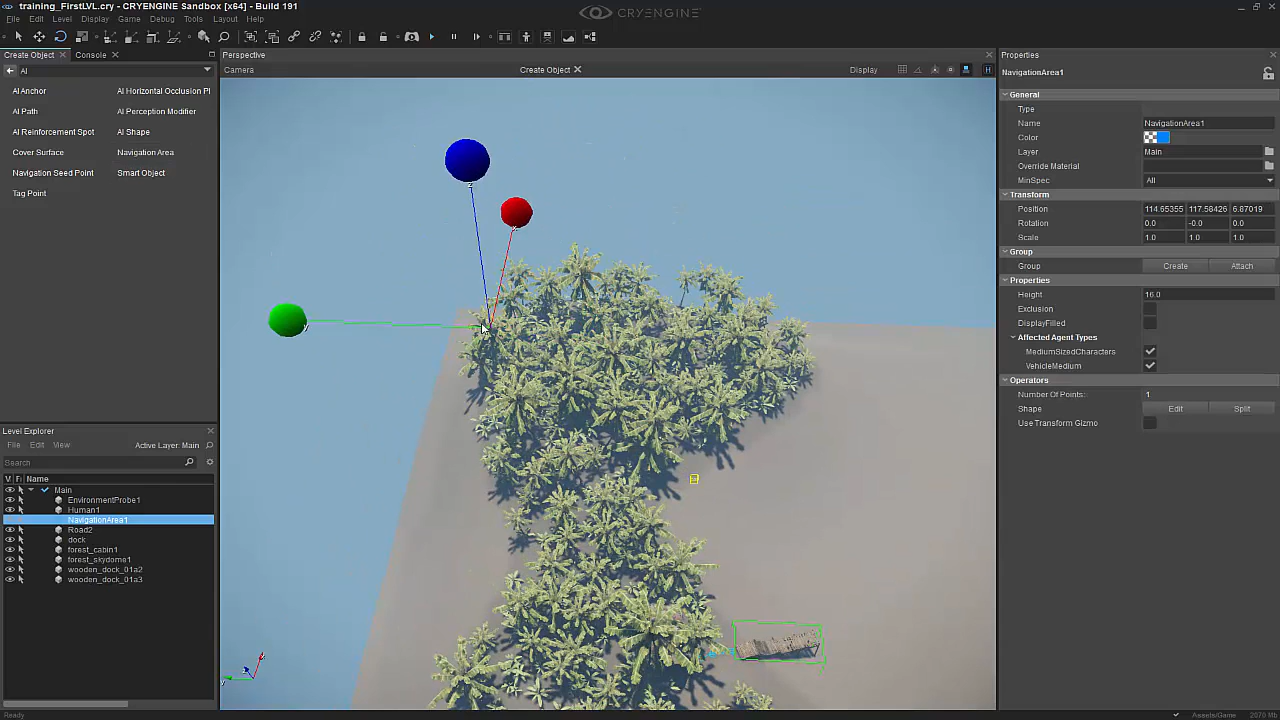 training_FirstLVL.cry - CRYENGINE Sandbox [x64] - Build 191
CRYENGINE
File Edit Level Display Game Debug Tools Layout Help
Create Object Console
AI
AI Anchor AI Horizontal Occlusion Pl
AI Path AI Perception Modifier
AI Reinforcement Spot AI Shape
Cover Surface Navigation Area
Navigation Seed Point Smart Object
Tag Point
Level Explorer
File Edit View Active Layer: Main
Search
V Name
Main
EnvironmentProbe1
Human1
NavigationArea1
Road2
dock
forest_cabin1
forest_skydome1
wooden_dock_01a2
wooden_dock_01a3
Ready
Perspective
Camera Create Object Display
z
x
y
Properties
NavigationArea1
General
Type
Name NavigationArea1
Color
Layer Main
Override Material
MinSpec All
Transform
Position 114.65355 117.58426 6.87019
Rotation 0.0 -0.0 0.0
Scale 1.0 1.0 1.0
Group
Group Create Attach
Properties
Height 16.0
Exclusion
DisplayFilled
Affected Agent Types
MediumSizedCharacters
VehicleMedium
Operators
Number Of Points: 1
Shape Edit Split
Use Transform Gizmo
Assets/Game 2070 Mb